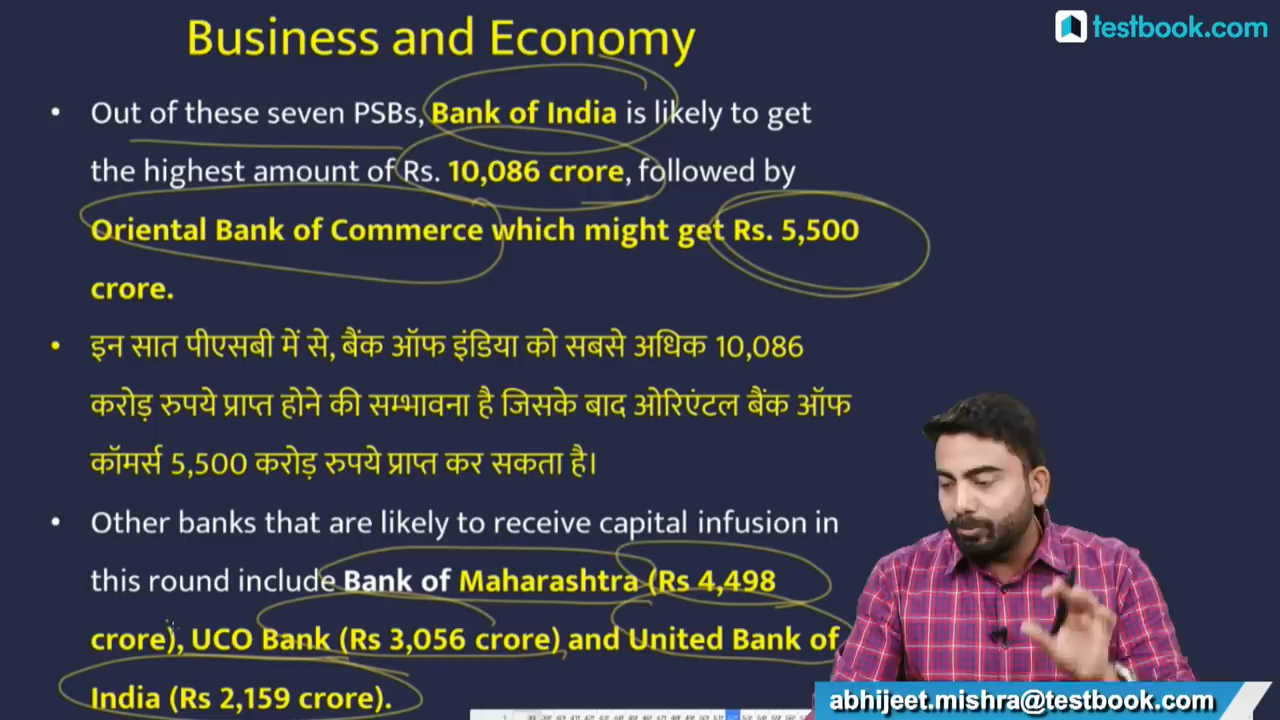 Business and Economy
testbook.com
• Out of these seven PSBs, Bank of India is likely to get
the highest amount of Rs. 10,086 crore, followed by
Oriental Bank of Commerce which might get Rs. 5,500
crore.
• इन सात पीएसबी में से, बैंक ऑफ इंडिया को सबसे अधिक 10,086
करोड़ रुपये प्राप्त होने की सम्भावना है जिसके बाद ओरिएंटल बैंक ऑफ
कॉमर्स 5,500 करोड़ रुपये प्राप्त कर सकता है।
• Other banks that are likely to receive capital infusion in
this round include Bank of Maharashtra (Rs 4,498
crore), UCO Bank (Rs 3,056 crore) and United Bank of
India (Rs 2,159 crore).
abhijeet.mishra@testbook.com